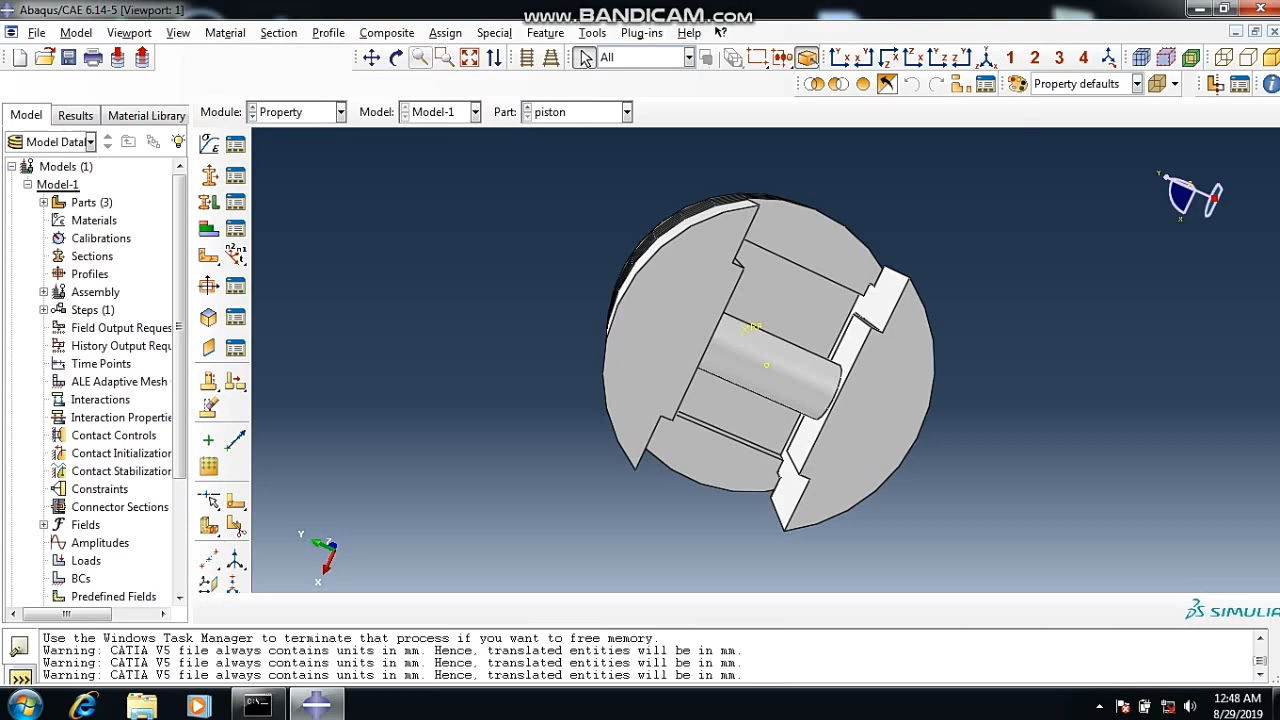 Abaqus/CAE 6.14-5 [Viewport: 1]
www.BANDICAM.com
File Model Viewport View Material Section Profile Composite Assign Special Feature Tools Plug-ins Help
All
1 2 3 4
Property defaults
Model Results Material Library
Module: Property Model: Model-1 Part: piston
Model Data
Models (1)
Model-1
Parts (3)
Materials
Calibrations
Sections
Profiles
Assembly
Steps (1)
Field Output Reques
History Output Requ
Time Points
ALE Adaptive Mesh
Interactions
Interaction Propertie
Contact Controls
Contact Initialization
Contact Stabilization
Constraints
Connector Sections
Fields
Amplitudes
Loads
BCs
Predefined Fields
RP
Y
X
Y
Z
X
SIMULIA
Use the Windows Task Manager to terminate that process if you want to free memory.
Warning: CATIA V5 file always contains units in mm. Hence, translated entities will be in mm.
Warning: CATIA V5 file always contains units in mm. Hence, translated entities will be in mm.
Warning: CATIA V5 file always contains units in mm. Hence, translated entities will be in mm.
12:48 AM
8/29/2019